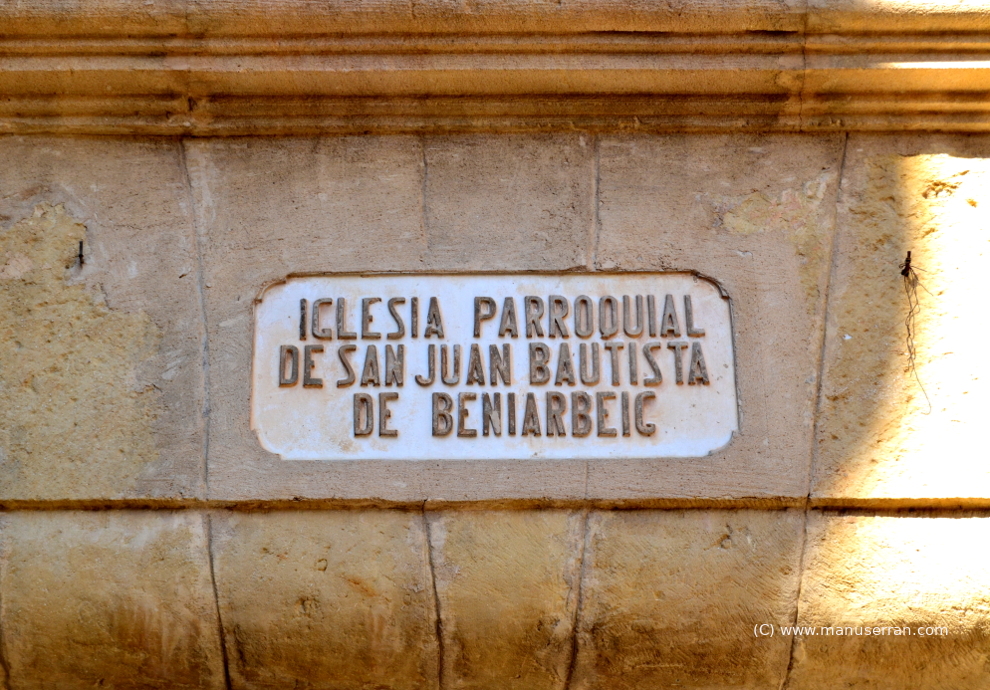 IGLESIA PARROQUIAL
DE SAN JUAN BAUTISTA
DE BENIARBEIG
(C) www.manuserran.com